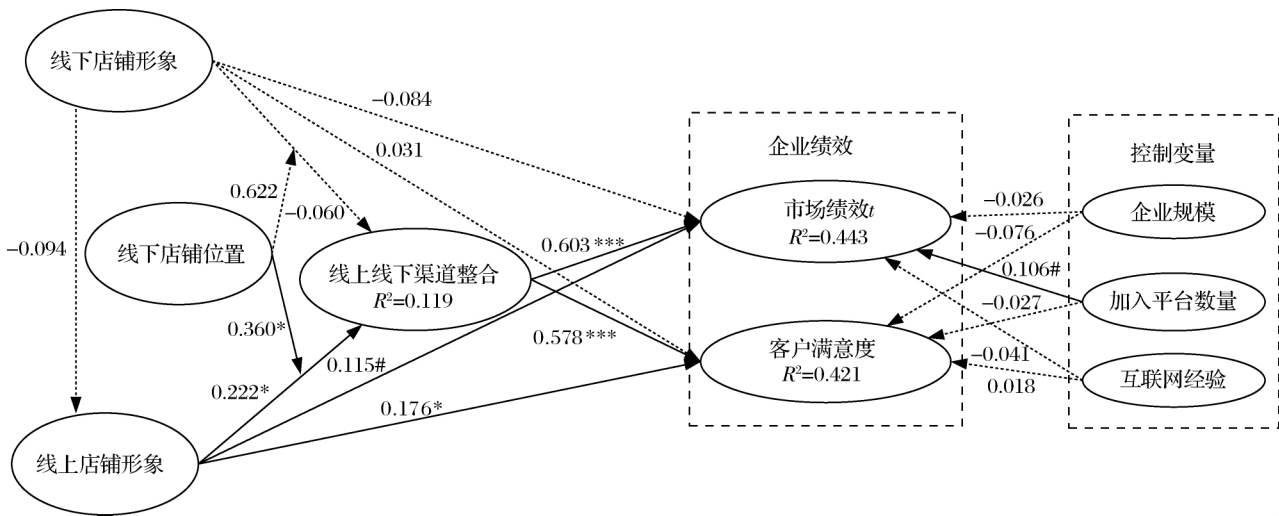 线下店铺形象
−0.084
企业绩效
控制变量
0.031
0.622
−0.060
市场绩效t
R²=0.443
−0.026
企业规模
−0.076
−0.094
线下店铺位置
0.603***
线上线下渠道整合
R²=0.119
0.106#
加入平台数量
−0.027
0.360*
0.578***
客户满意度
R²=0.421
0.115#
−0.041
互联网经验
0.018
0.222*
0.176*
线上店铺形象